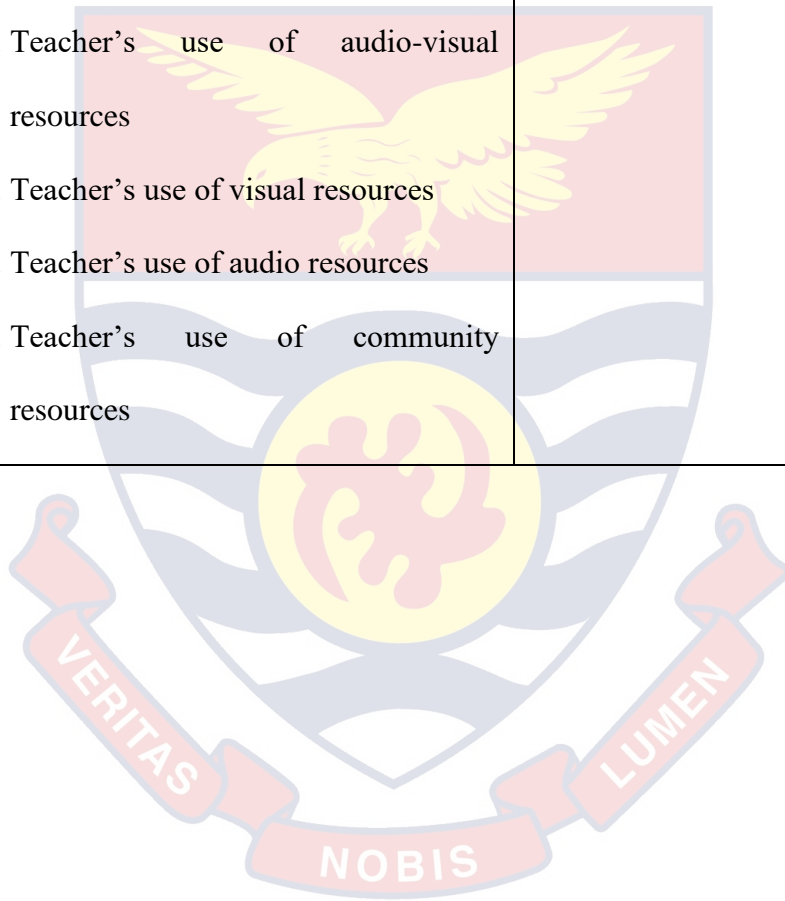 Teacher’s use of audio-visual
resources
Teacher’s use of visual resources
Teacher’s use of audio resources
Teacher’s use of community
resources
VERITAS
NOBIS
LUMEN